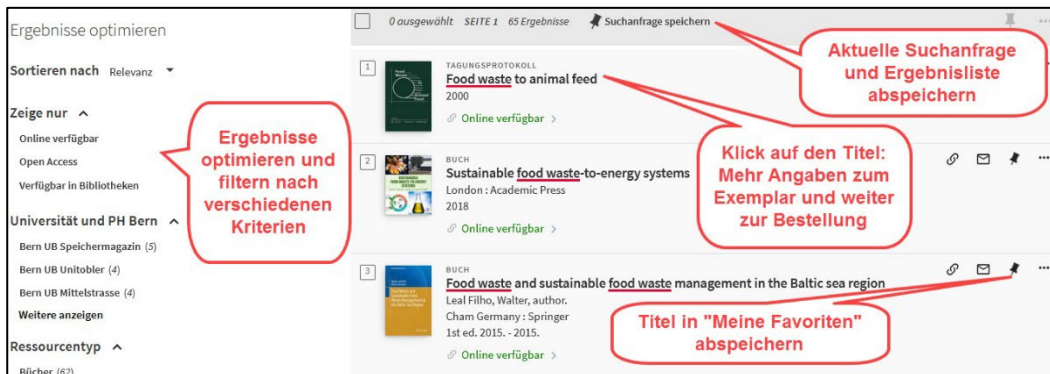 Ergebnisse optimieren
Sortieren nach Relevanz
Zeige nur
Online verfügbar
Open Access
Verfügbar in Bibliotheken
Universität und PH Bern
Bern UB Speichermagazin (5)
Bern UB Unitobler (4)
Bern UB Mittelstrasse (4)
Weitere anzeigen
Ressourcentyp
Bücher (62)
Ergebnisse
optimieren und
filtern nach
verschiedenen
Kriterien
0 ausgewählt SEITE 1 65 Ergebnisse Suchanfrage speichern
Aktuelle Suchanfrage
und Ergebnisliste
abspeichern
1
TAGUNGSPROTOKOLL
Food waste to animal feed
2000
Online verfügbar >
Klick auf den Titel:
Mehr Angaben zum
Exemplar und weiter
zur Bestellung
2
BUCH
Sustainable food waste-to-energy systems
London : Academic Press
2018
Online verfügbar >
3
BUCH
Food waste and sustainable food waste management in the Baltic sea region
Leal Filho, Walter, author.
Cham Germany : Springer
1st ed. 2015. - 2015.
Online verfügbar >
Titel in "Meine Favoriten"
abspeichern